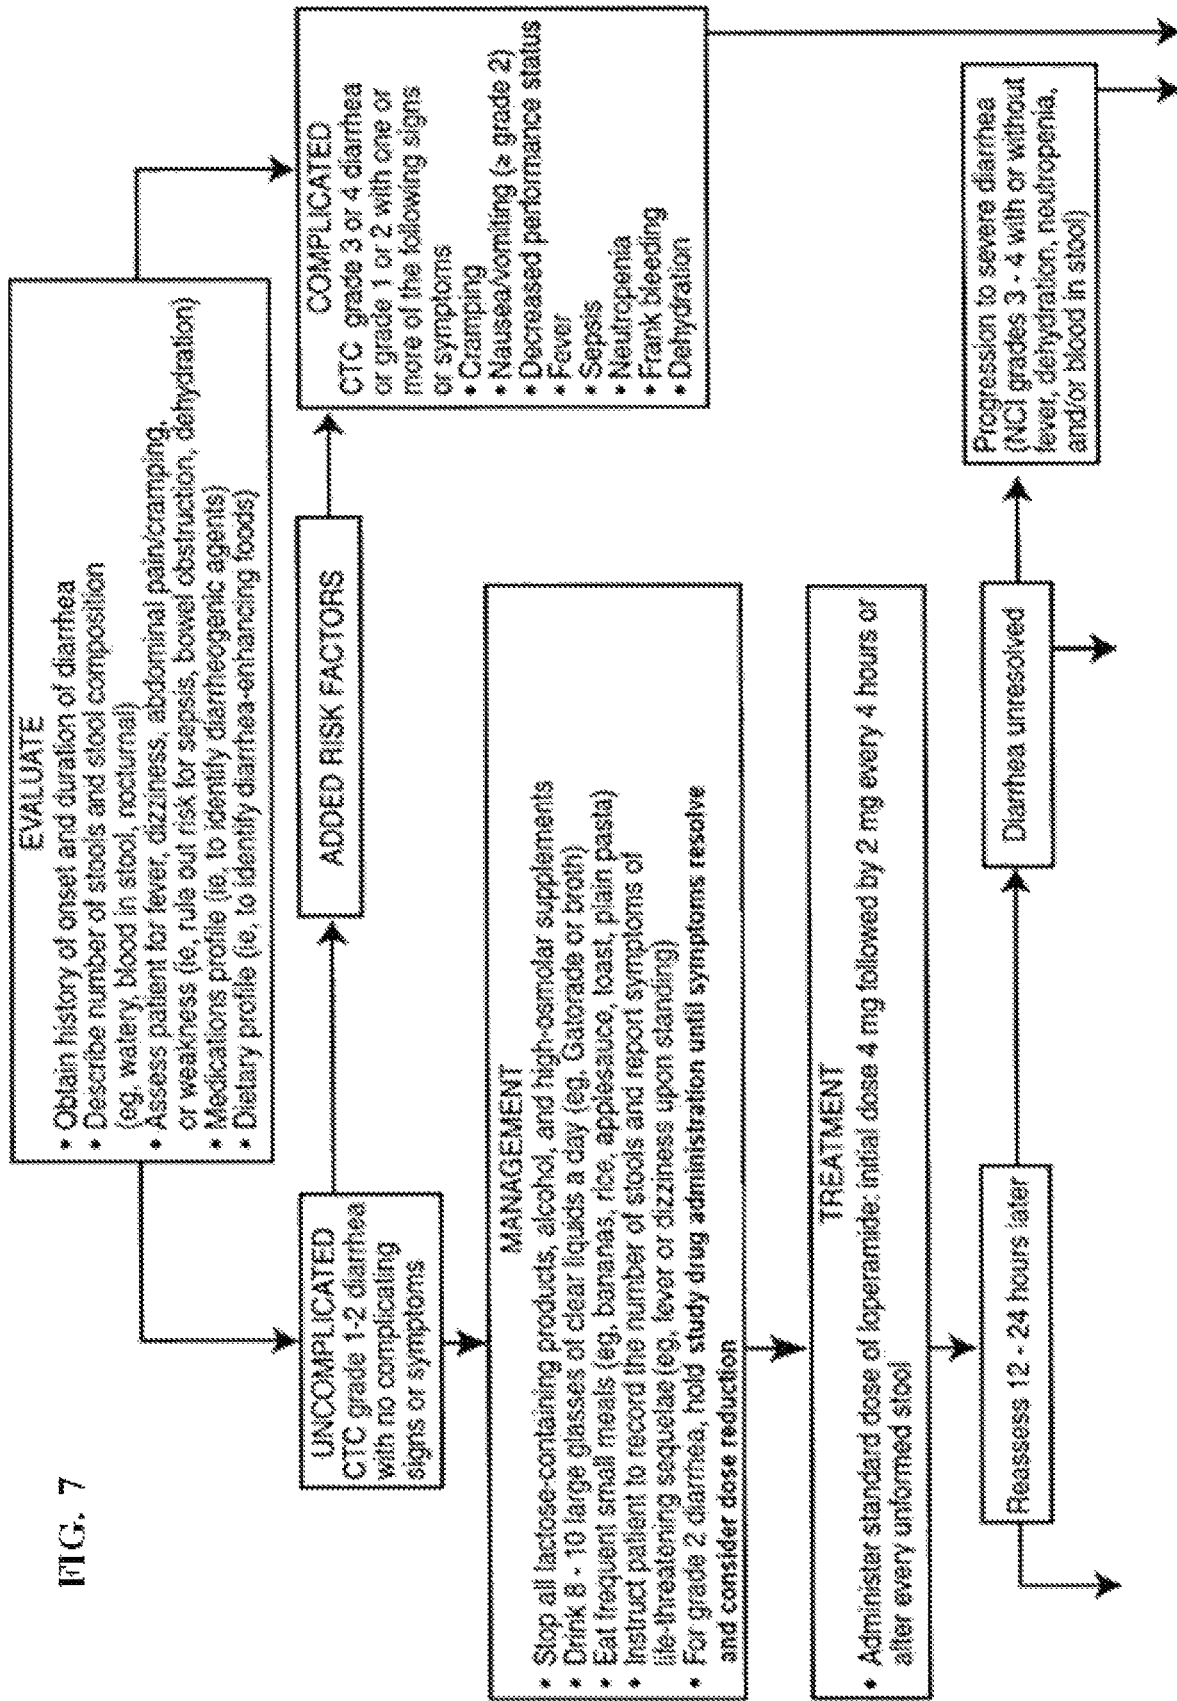 FIG. 7
EVALUATE
• Obtain history of onset and duration of diarrhea
• Describe number of stools and stool composition
(eg, watery, blood in stool, nocturnal)
• Assess patient for fever, dizziness, abdominal pain/cramping,
or weakness (ie, rule out risk for sepsis, bowel obstruction, dehydration)
• Medications profile (ie, to identify diarrheogenic agents)
• Dietary profile (ie, to identify diarrhea-enhancing foods)
UNCOMPLICATED
CTC grade 1-2 diarrhea
with no complicating
signs or symptoms
ADDED RISK FACTORS
COMPLICATED
CTC grade 3 or 4 diarrhea
or grade 1 or 2 with one or
more of the following signs
or symptoms
• Cramping
• Nausea/vomiting (≥ grade 2)
• Decreased performance status
• Fever
• Sepsis
• Neutropenia
• Frank bleeding
• Dehydration
MANAGEMENT
• Stop all lactose-containing products, alcohol, and high-osmolar supplements
• Drink 8 - 10 large glasses of clear liquids a day (eg. Gatorade or broth)
• Eat frequent small meals (eg, bananas, rice, applesauce, toast, plain pasta)
• Instruct patient to record the number of stools and report symptoms of
life-threatening sequelae (eg, fever or dizziness upon standing)
• For grade 2 diarrhea, hold study drug administration until symptoms resolve
and consider dose reduction
TREATMENT
• Administer standard dose of loperamide: initial dose 4 mg followed by 2 mg every 4 hours or
after every unformed stool
Reassess 12 - 24 hours later
Diarrhea unresolved
Progression to severe diarrhea
(NCI grades 3 - 4 with or without
fever, dehydration, neutropenia,
and/or blood in stool)